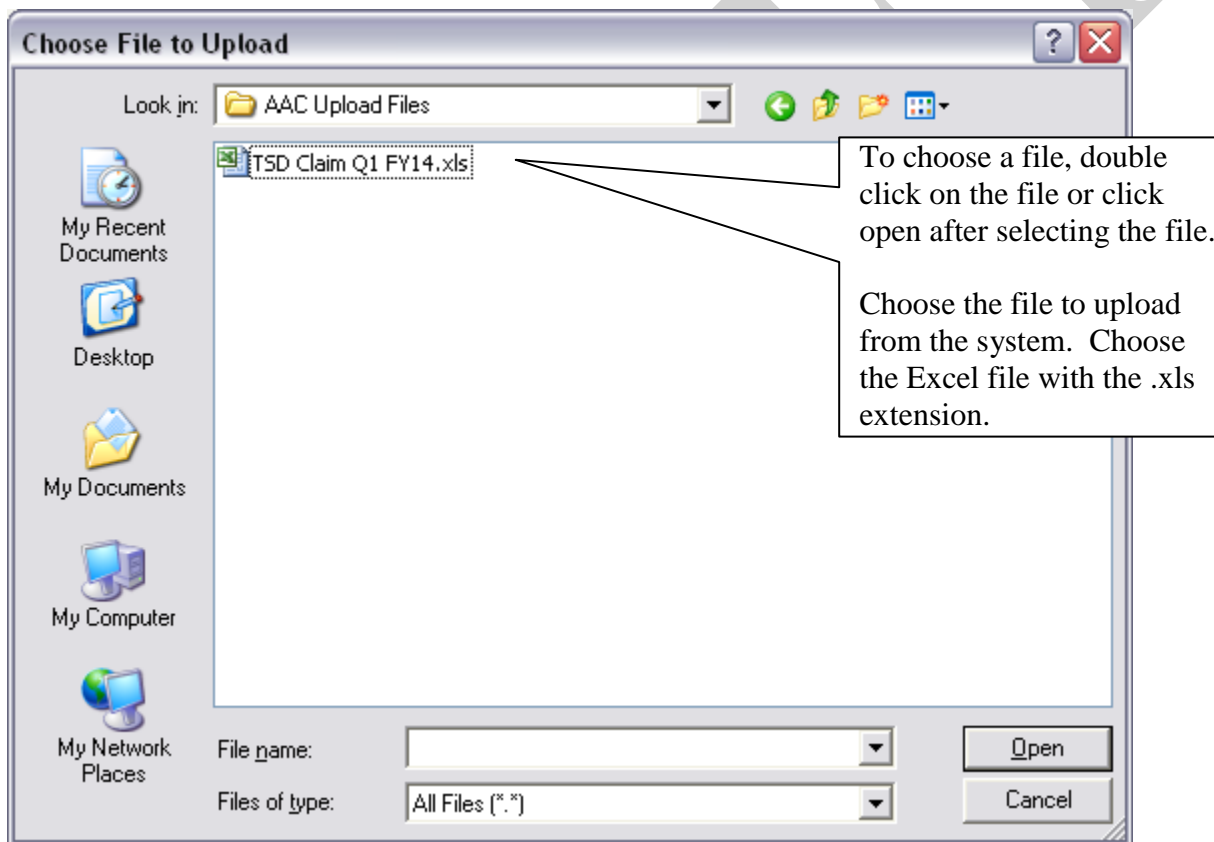 Choose File to Upload
Look in:
AAC Upload Files
TSD Claim Q1 FY14.xls
To choose a file, double
click on the file or click
open after selecting the file.
Choose the file to upload
from the system.  Choose
the Excel file with the .xls
extension.
My Recent
Documents
Desktop
My Documents
My Computer
My Network
Places
File name:
Open
Files of type:
All Files (*.*)
Cancel